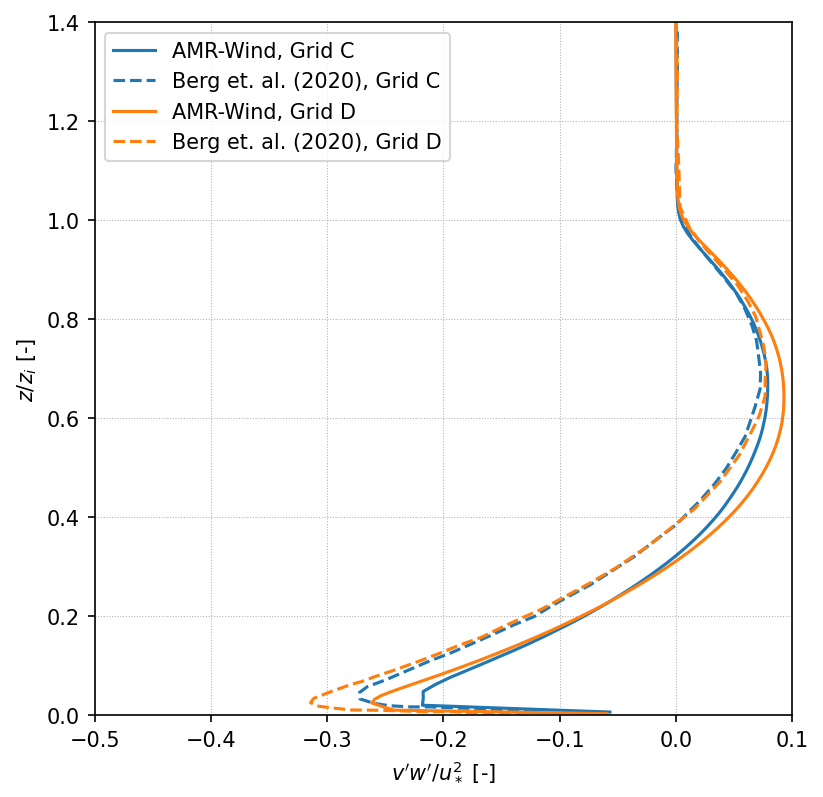 AMR-Wind, Grid C
Berg et. al. (2020), Grid C
AMR-Wind, Grid D
Berg et. al. (2020), Grid D
1.4
1.2
1.0
0.8
0.6
0.4
0.2
0.0
z/z_i [-]
−0.5 −0.4 −0.3 −0.2 −0.1 0.0 0.1
v′w′/u_*^2 [-]